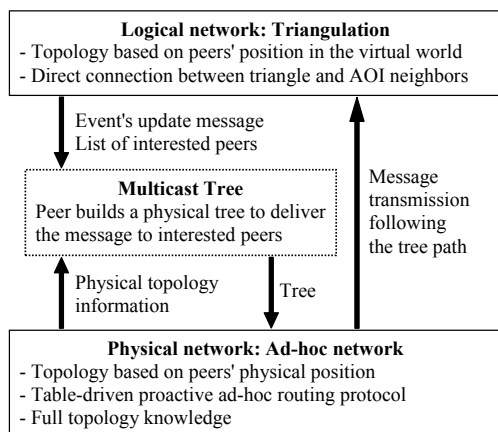 Logical network: Triangulation
- Topology based on peers' position in the virtual world
- Direct connection between triangle and AOI neighbors
Event's update message
List of interested peers
Multicast Tree
Peer builds a physical tree to deliver
the message to interested peers
Message
transmission
following
the tree path
Physical topology
information
Tree
Physical network: Ad-hoc network
- Topology based on peers' physical position
- Table-driven proactive ad-hoc routing protocol
- Full topology knowledge